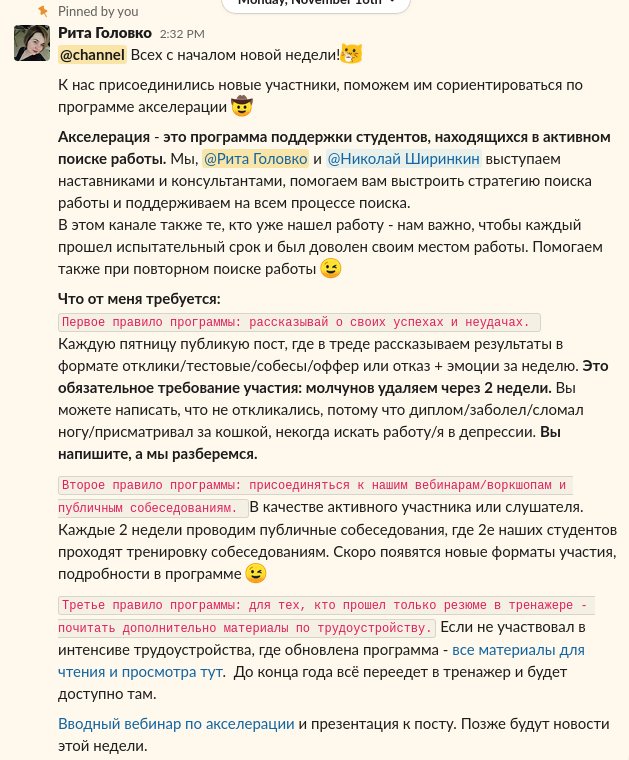 Monday, November 16th
Pinned by you
Рита Головко 2:32 PM
@channel Всех с началом новой недели!
К нас присоединились новые участники, поможем им сориентироваться по
программе акселерации
Акселерация - это программа поддержки студентов, находящихся в активном
поиске работы. Мы, @Рита Головко и @Николай Ширинкин выступаем
наставниками и консультантами, помогаем вам выстроить стратегию поиска
работы и поддерживаем на всем процессе поиска.
В этом канале также те, кто уже нашел работу - нам важно, чтобы каждый
прошел испытательный срок и был доволен своим местом работы. Помогаем
также при повторном поиске работы
Что от меня требуется:
Первое правило программы: рассказывай о своих успехах и неудачах.
Каждую пятницу публикую пост, где в треде рассказываем результаты в
формате отклики/тестовые/собесы/оффер или отказ + эмоции за неделю. Это
обязательное требование участия: молчунов удаляем через 2 недели. Вы
можете написать, что не откликались, потому что диплом/заболел/сломал
ногу/присматривал за кошкой, некогда искать работу/я в депрессии. Вы
напишите, а мы разберемся.
Второе правило программы: присоединяться к нашим вебинарам/воркшопам и
публичным собеседованиям. В качестве активного участника или слушателя.
Каждые 2 недели проводим публичные собеседования, где 2е наших студентов
проходят тренировку собеседованиям. Скоро появятся новые форматы участия,
подробности в программе
Третье правило программы: для тех, кто прошел только резюме в тренажере -
почитать дополнительно материалы по трудоустройству. Если не участвовал в
интенсиве трудоустройства, где обновлена программа - все материалы для
чтения и просмотра тут. До конца года всё переедет в тренажер и будет
доступно там.
Вводный вебинар по акселерации и презентация к посту. Позже будут новости
этой недели.